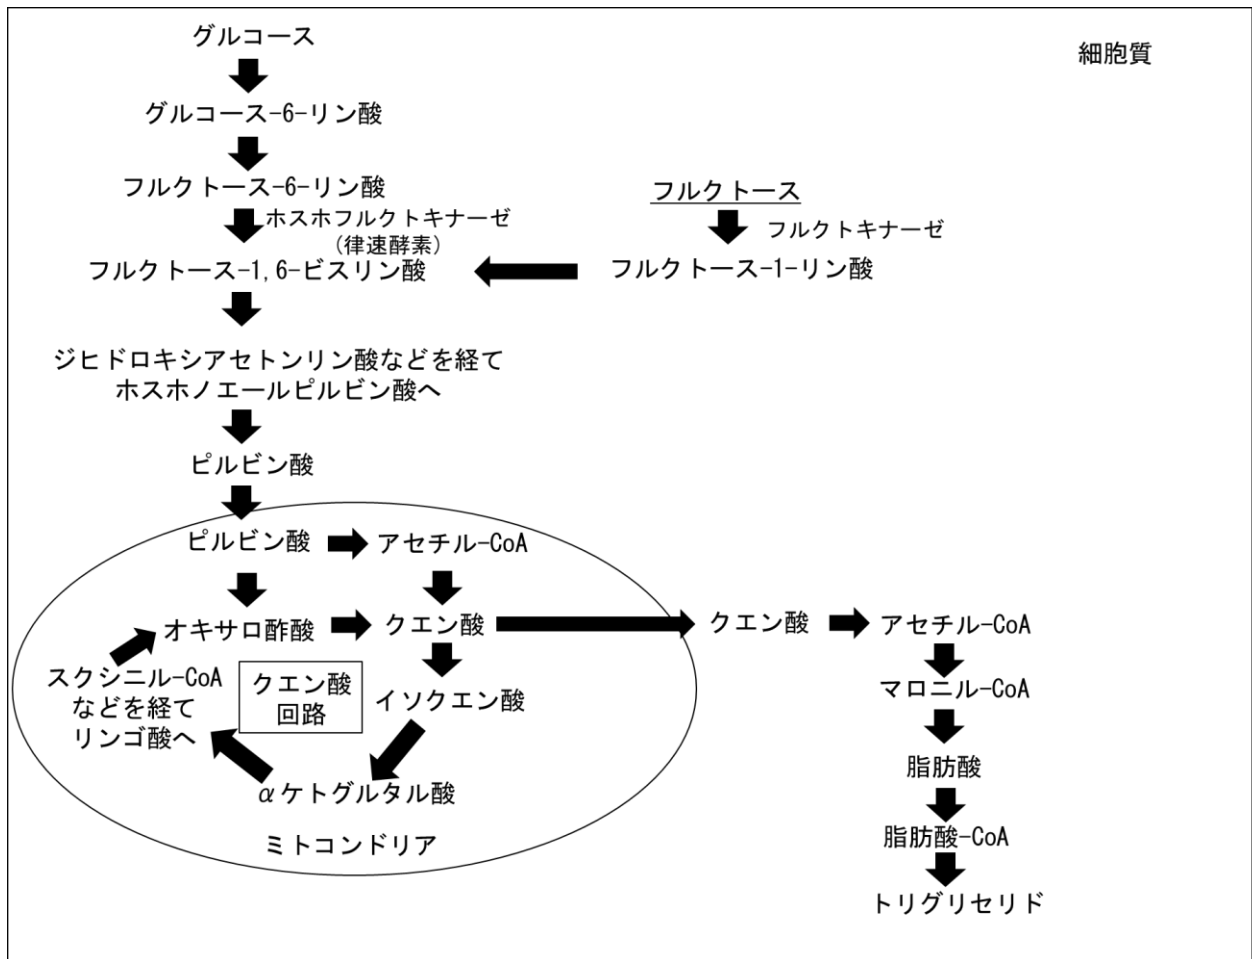 グルコース
細胞質
グルコース-6-リン酸
フルクトース-6-リン酸
フルクトース
ホスホフルクトキナーゼ
(律速酵素)
フルクトキナーゼ
フルクトース-1,6-ビスリン酸
フルクトース-1-リン酸
ジヒドロキシアセトンリン酸などを経て
ホスホノエールピルビン酸へ
ピルビン酸
ピルビン酸
アセチル-CoA
オキサロ酢酸
クエン酸
クエン酸
アセチル-CoA
スクシニル-CoA
などを経て
リンゴ酸へ
クエン酸
回路
イソクエン酸
マロニル-CoA
αケトグルタル酸
脂肪酸
ミトコンドリア
脂肪酸-CoA
トリグリセリド